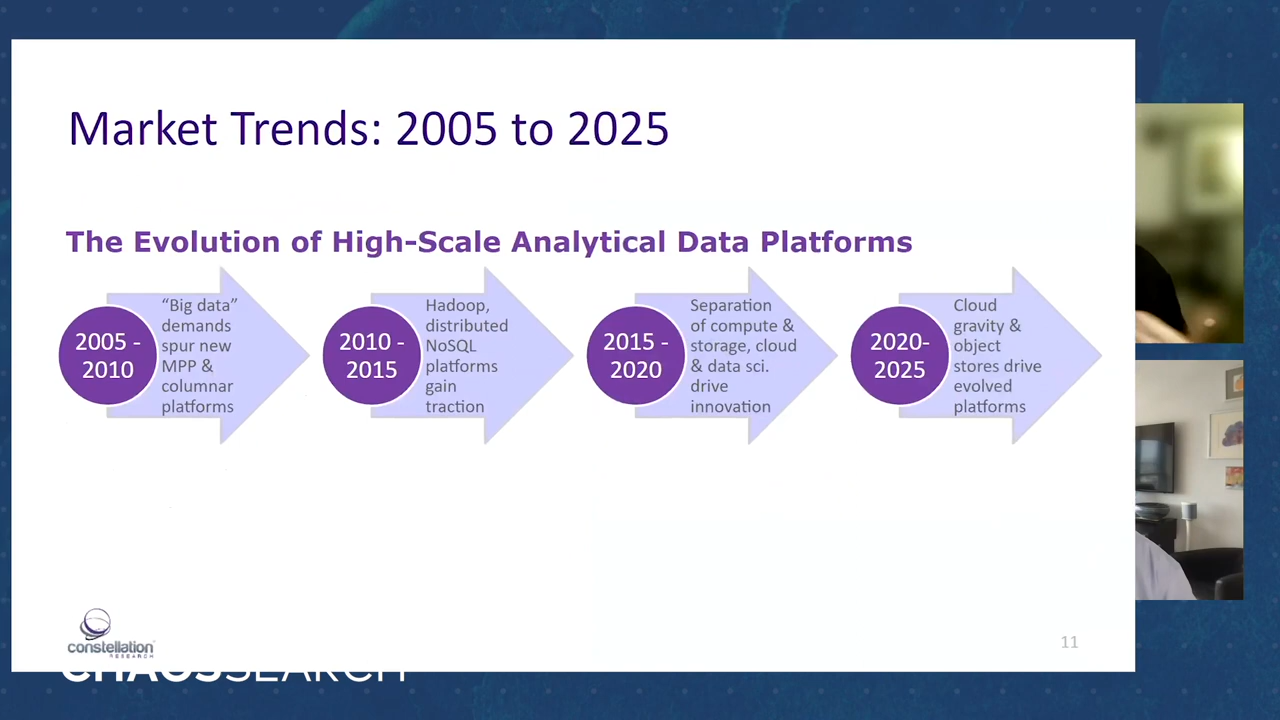 Market Trends: 2005 to 2025
The Evolution of High-Scale Analytical Data Platforms
2005 -
2010
“Big data”
demands
spur new
MPP &
columnar
platforms
2010 -
2015
Hadoop,
distributed
NoSQL
platforms
gain
traction
2015 -
2020
Separation
of compute &
storage, cloud
& data sci.
drive
innovation
2020-
2025
Cloud
gravity &
object
stores drive
evolved
platforms
constellation
RESEARCH
11
CHAOSSEARCH